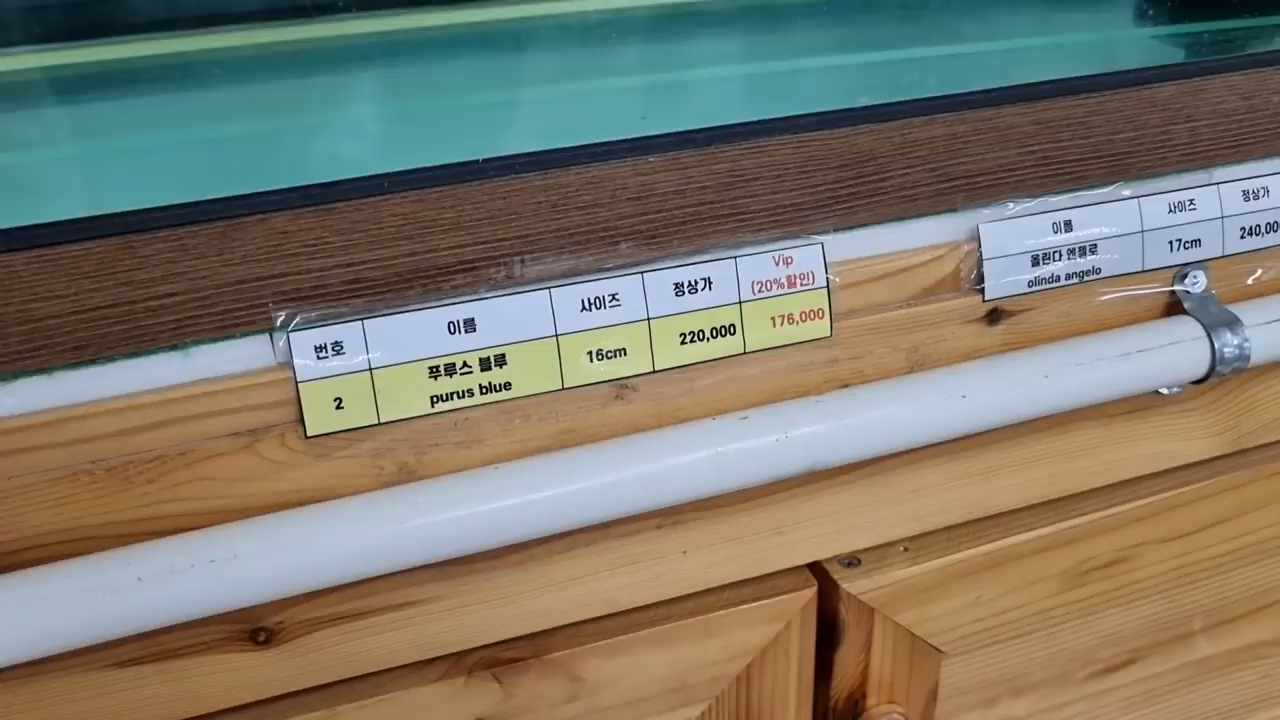 번호 이름 사이즈 정상가 Vip (20%할인)
2 푸루스 블루 purus blue 16cm 220,000 176,000
이름 사이즈 정상가
올린다 엔젤로 olinda angelo 17cm